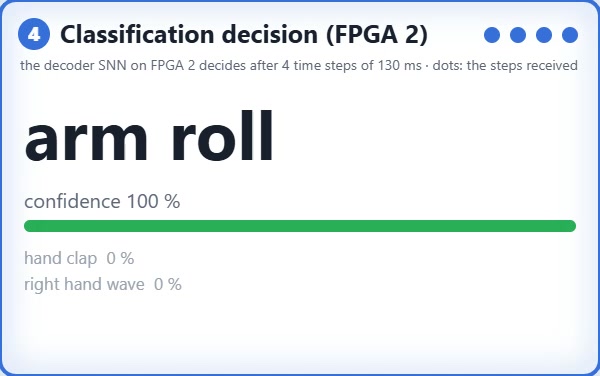 4 Classification decision (FPGA 2)
the decoder SNN on FPGA 2 decides after 4 time steps of 130 ms · dots: the steps received
arm roll
confidence 100 %
hand clap 0 %
right hand wave 0 %